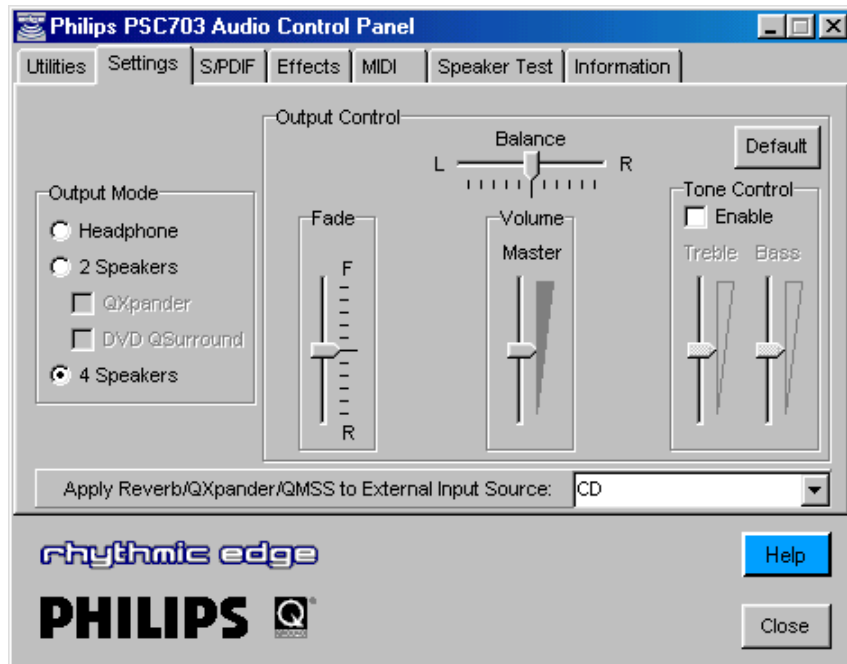 Philips PSC703 Audio Control Panel
Utilities Settings S/PDIF Effects MIDI Speaker Test Information
Output Control
Balance
L R
Default
Output Mode
Headphone
2 Speakers
QXpander
DVD QSurround
4 Speakers
Fade
F
R
Volume
Master
Tone Control
Enable
Treble Bass
Apply Reverb/QXpander/QMSS to External Input Source: CD
rhythmic edge
Help
PHILIPS Q
Close